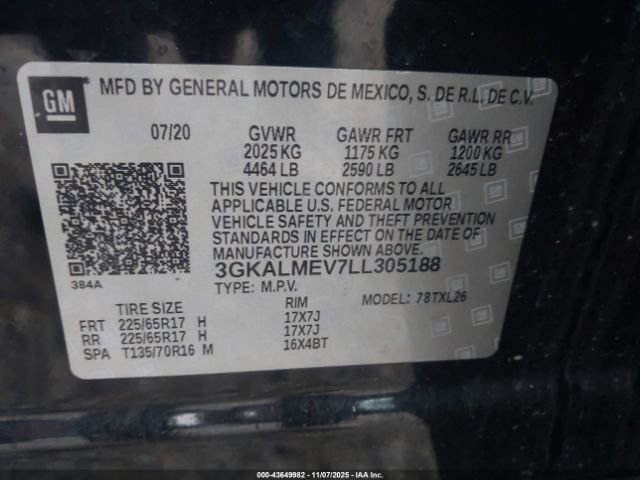 GM
MFD BY GENERAL MOTORS DE MEXICO, S. DE R.L. DE C.V.
07/20 GVWR GAWR FRT GAWR RR
2025 KG 1175 KG 1200 KG
4464 LB 2590 LB 2645 LB
THIS VEHICLE CONFORMS TO ALL
APPLICABLE U.S. FEDERAL MOTOR
VEHICLE SAFETY AND THEFT PREVENTION
STANDARDS IN EFFECT ON THE DATE OF
MANUFACTURE SHOWN ABOVE.
384A
3GKALMEV7LL305188
TYPE: M.P.V. MODEL: 78TXL26
TIRE SIZE RIM
FRT 225/65R17 H 17X7J
RR 225/65R17 H 17X7J
SPA T135/70R16 M 16X4BT
000-43649982 - 11/07/2025 - IAAI.COM